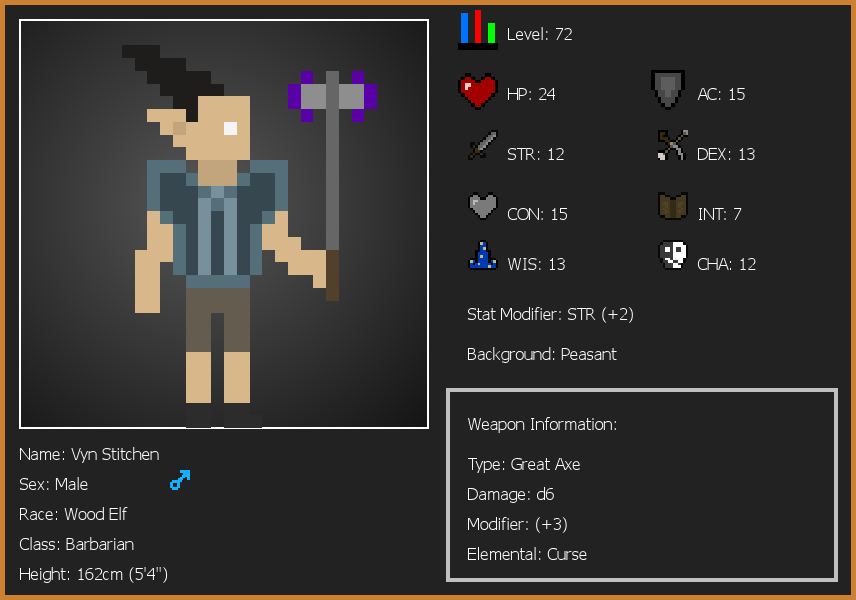 Level: 72
HP: 24
AC: 15
STR: 12
DEX: 13
CON: 15
INT: 7
WIS: 13
CHA: 12
Stat Modifier: STR (+2)
Background: Peasant
Weapon Information:
Type: Great Axe
Damage: d6
Modifier: (+3)
Elemental: Curse
Name: Vyn Stitchen
Sex: Male
Race: Wood Elf
Class: Barbarian
Height: 162cm (5'4")